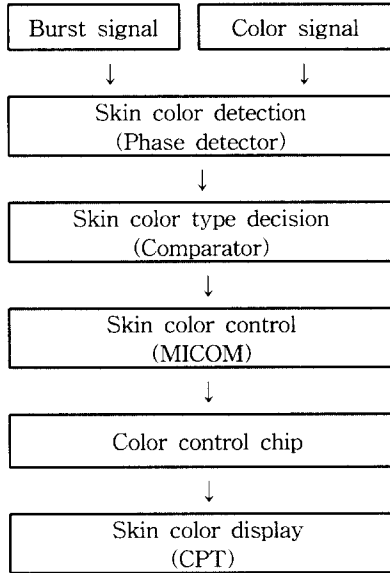 Burst signal
Color signal
Skin color detection
(Phase detector)
Skin color type decision
(Comparator)
Skin color control
(MICOM)
Color control chip
Skin color display
(CPT)